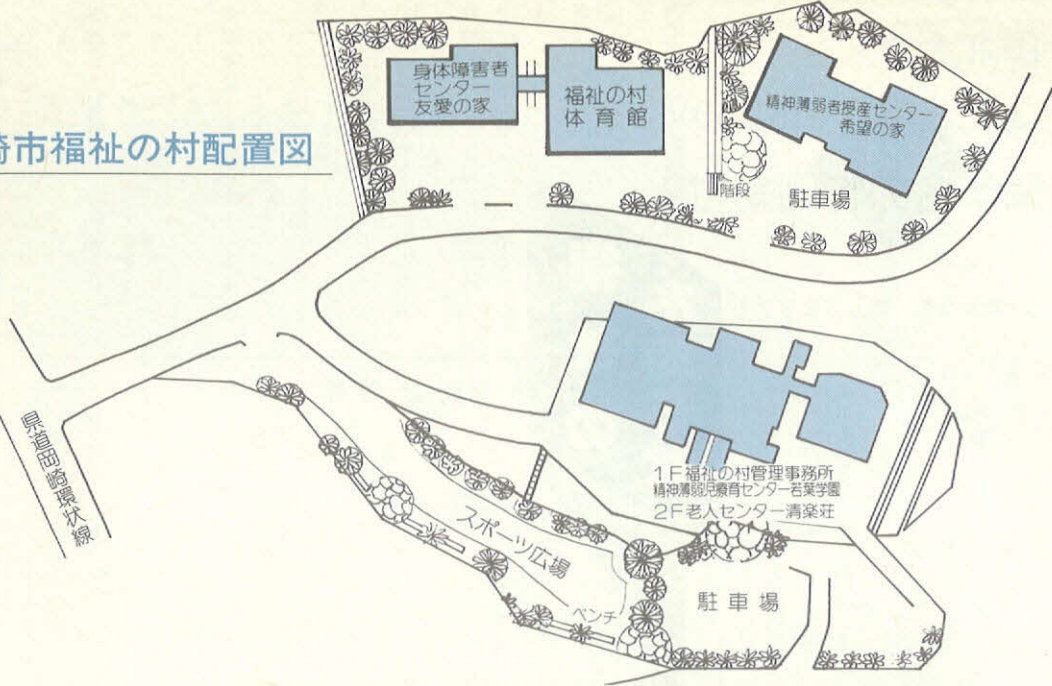 崎市福祉の村配置図
身体障害者
センター
友愛の家
福祉の村
体育館
精神薄弱者授産センター
希望の家
階段
駐車場
県道岡崎環状線
1F福祉の村管理事務所
精神薄弱児療育センター若葉学園
2F老人センター清楽荘
スポーツ広場
ベンチ
駐車場